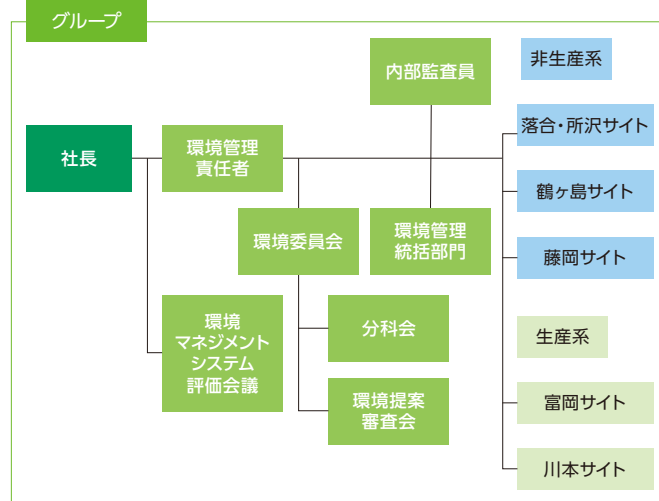 グループ
内部監査員
非生産系
社長
環境管理
責任者
落合・所沢サイト
鶴ヶ島サイト
環境委員会
環境管理
統括部門
藤岡サイト
環境
マネジメント
システム
評価会議
分科会
生産系
環境提案
審査会
富岡サイト
川本サイト